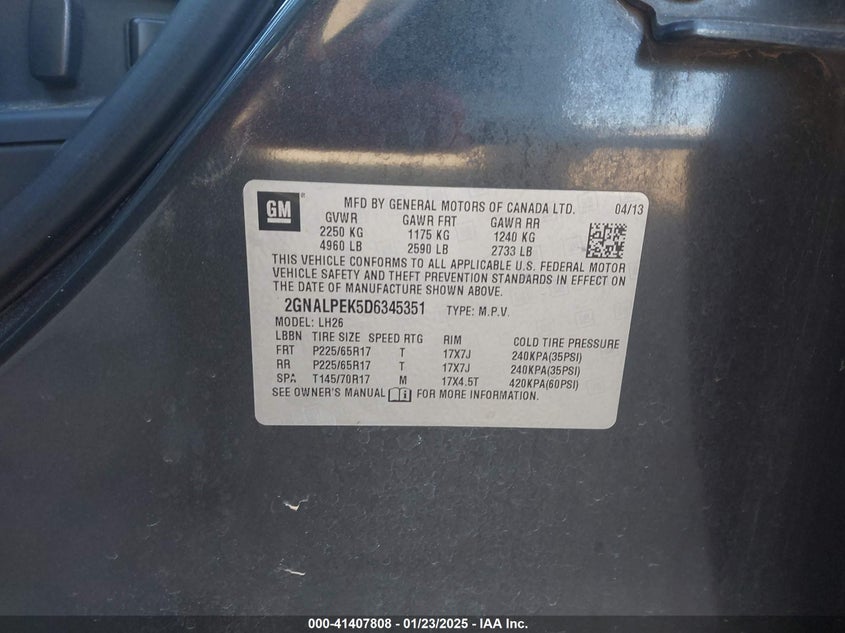 GM
MFD BY GENERAL MOTORS OF CANADA LTD. 04/13
GVWR GAWR FRT GAWR RR
2250 KG 1175 KG 1240 KG
4960 LB 2590 LB 2733 LB
THIS VEHICLE CONFORMS TO ALL APPLICABLE U.S. FEDERAL MOTOR
VEHICLE SAFETY AND THEFT PREVENTION STANDARDS IN EFFECT ON
THE DATE OF MANUFACTURE SHOWN ABOVE.
2GNALPEK5D6345351 TYPE: M.P.V.
MODEL: LH26
LBBN TIRE SIZE SPEED RTG RIM COLD TIRE PRESSURE
FRT P225/65R17 T 17X7J 240KPA(35PSI)
RR P225/65R17 T 17X7J 240KPA(35PSI)
SPA T145/70R17 M 17X4.5T 420KPA(60PSI)
SEE OWNER'S MANUAL FOR MORE INFORMATION.
000-41407808 - 01/23/2025 - IAA Inc.